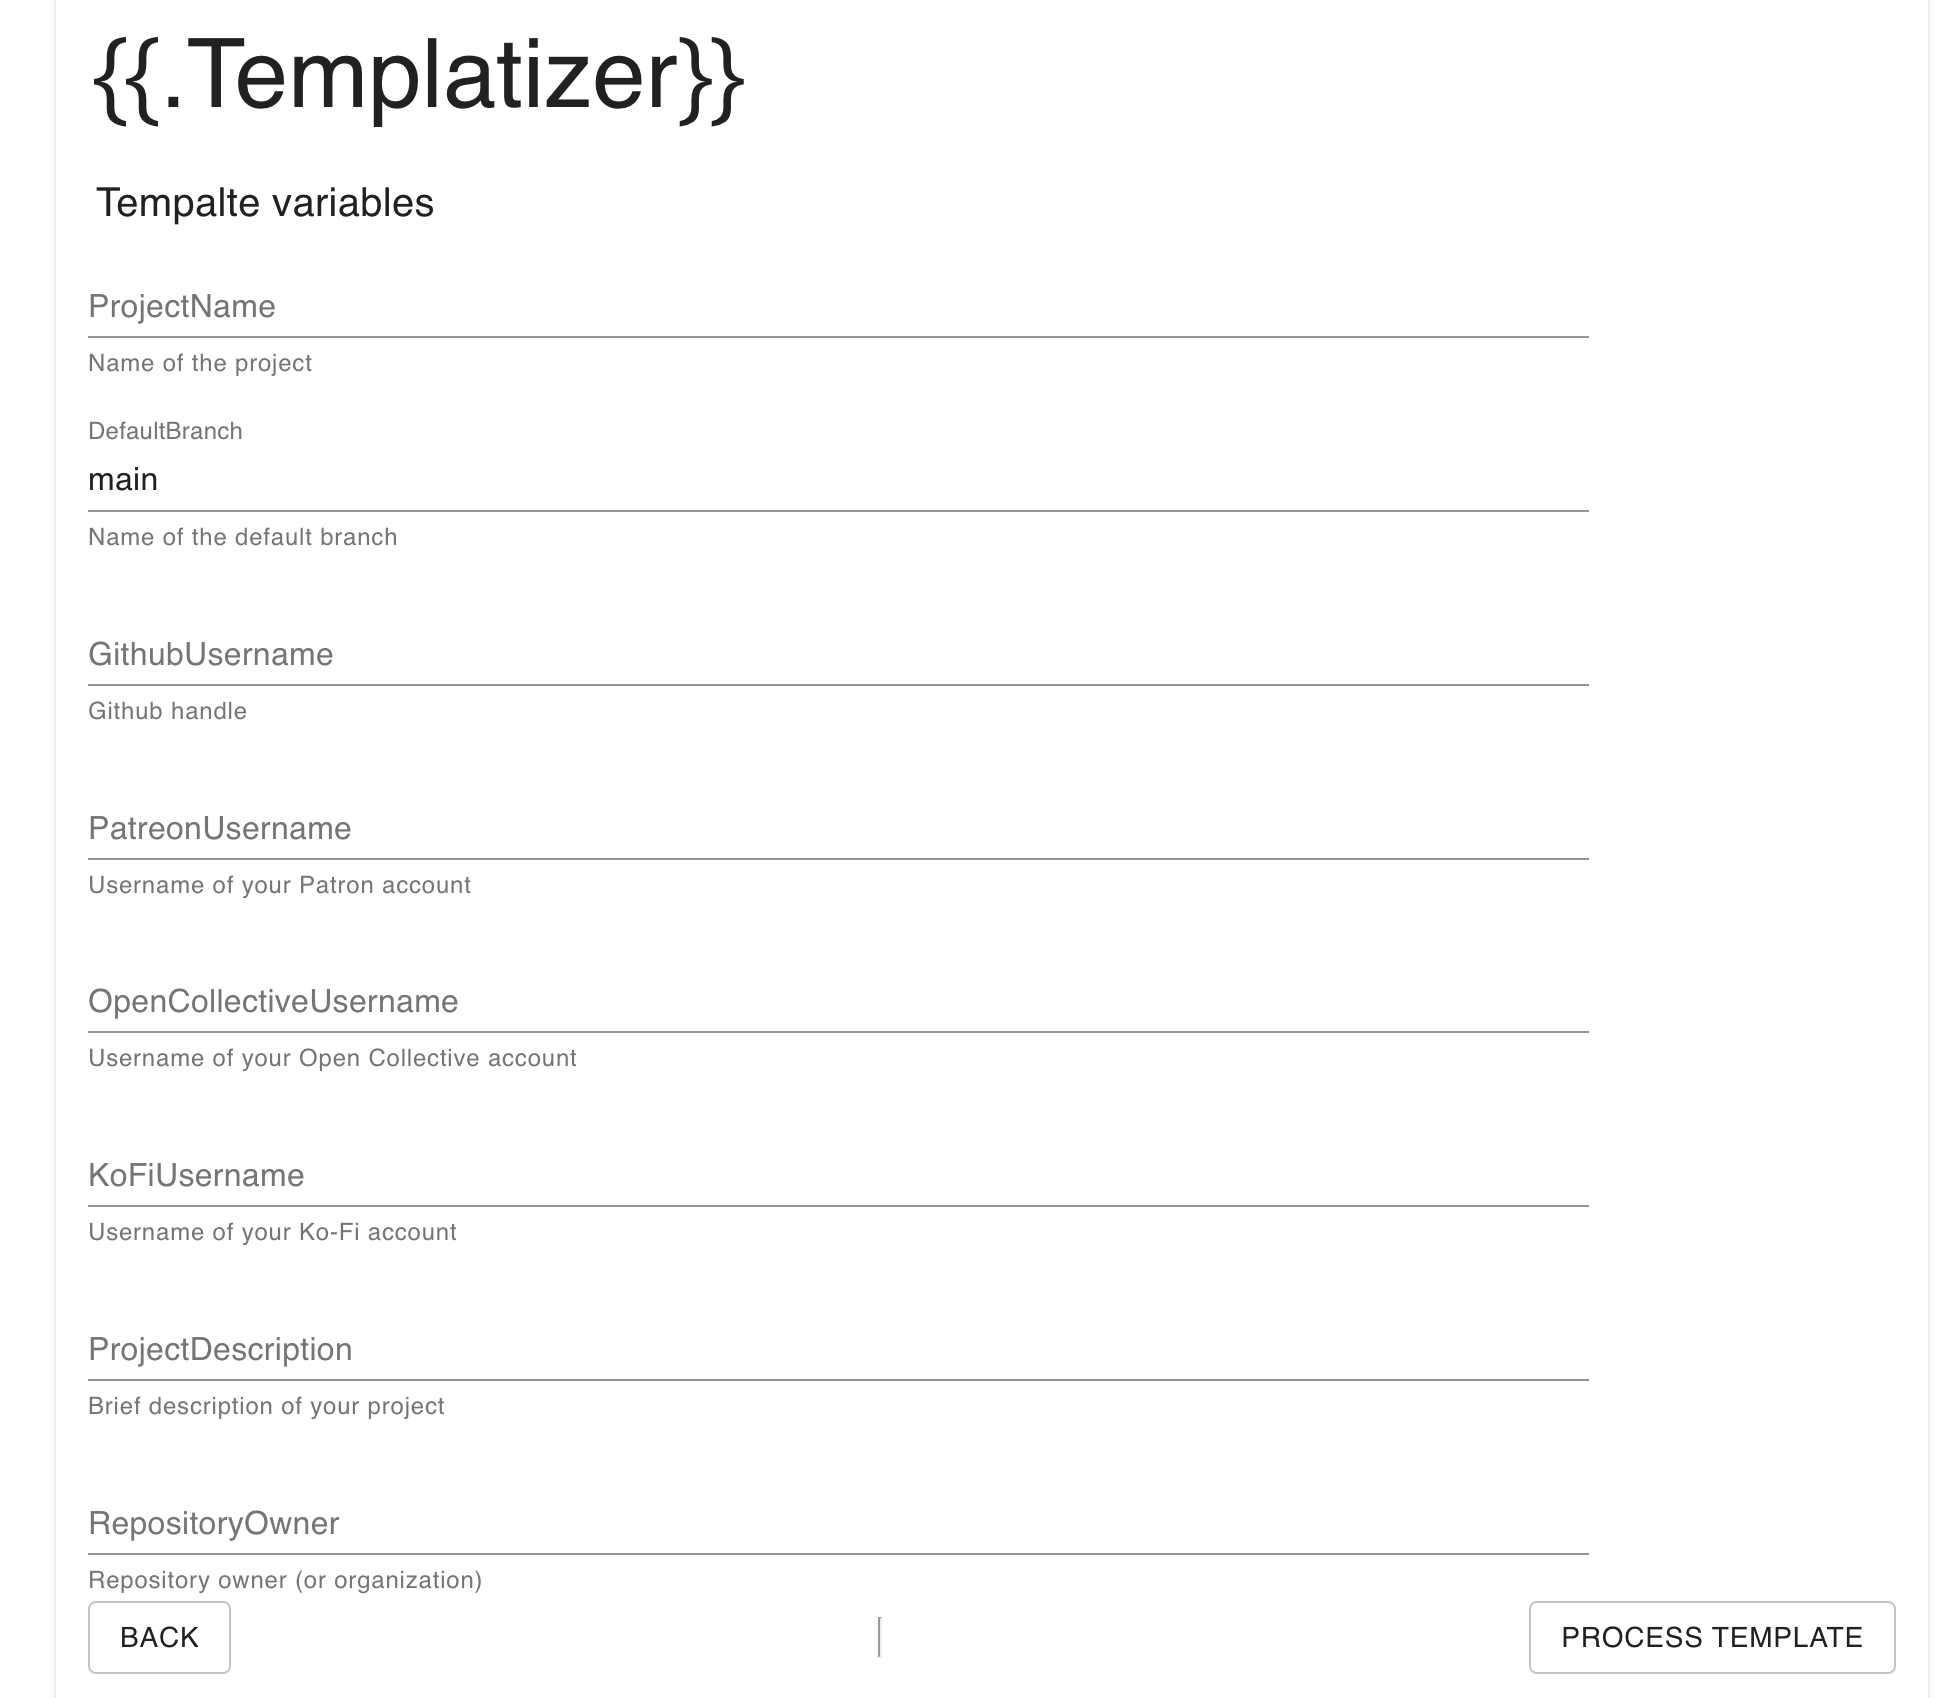 {{.Templatizer}}
Tempalte variables
ProjectName
Name of the project
DefaultBranch
main
Name of the default branch
GithubUsername
Github handle
PatreonUsername
Username of your Patron account
OpenCollectiveUsername
Username of your Open Collective account
KoFiUsername
Username of your Ko-Fi account
ProjectDescription
Brief description of your project
RepositoryOwner
Repository owner (or organization)
BACK
PROCESS TEMPLATE